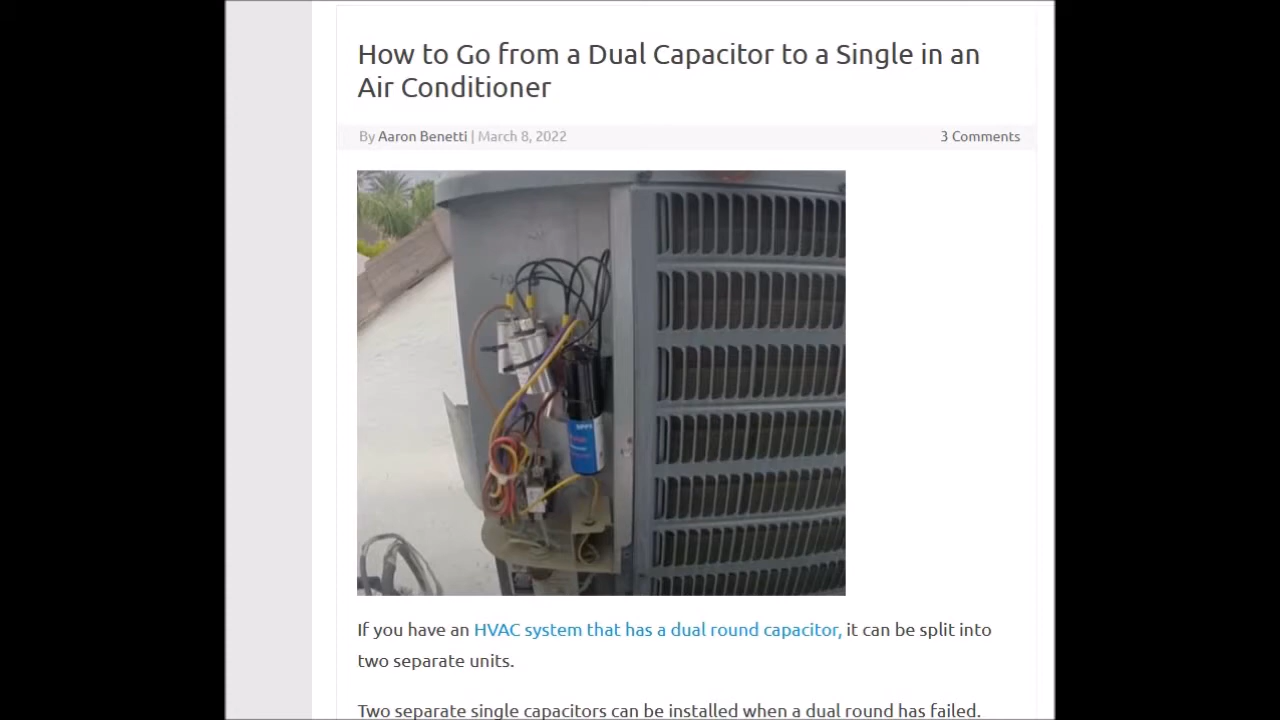 How to Go from a Dual Capacitor to a Single in an
Air Conditioner
By Aaron Benetti | March 8, 2022
3 Comments
If you have an HVAC system that has a dual round capacitor, it can be split into
two separate units.
Two separate single capacitors can be installed when a dual round has failed.